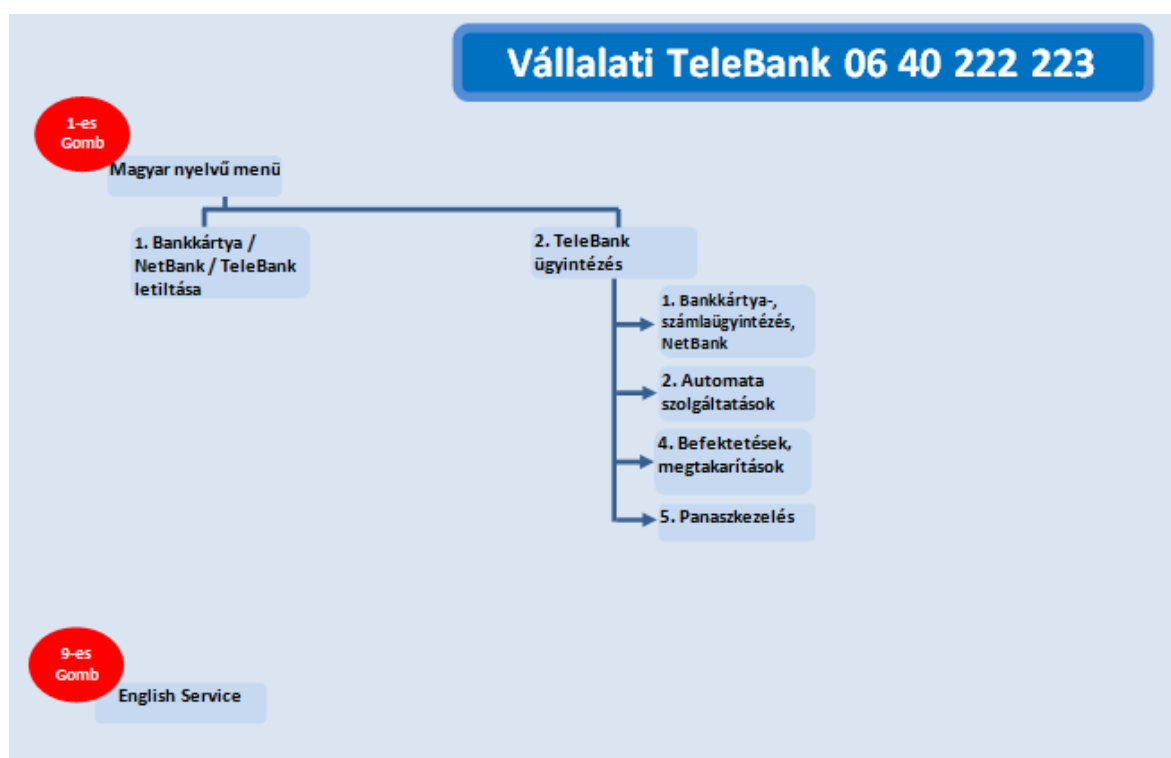 Vállalati TeleBank 06 40 222 223
1-es
Gomb
Magyar nyelvű menü
1. Bankkártya /
NetBank / TeleBank
letiltása
2. TeleBank
ügyintézés
1. Bankkártya-,
számlaügyintézés,
NetBank
2. Automata
szolgáltatások
4. Befektetések,
megtakarítások
5. Panaszkezelés
9-es
Gomb
English Service